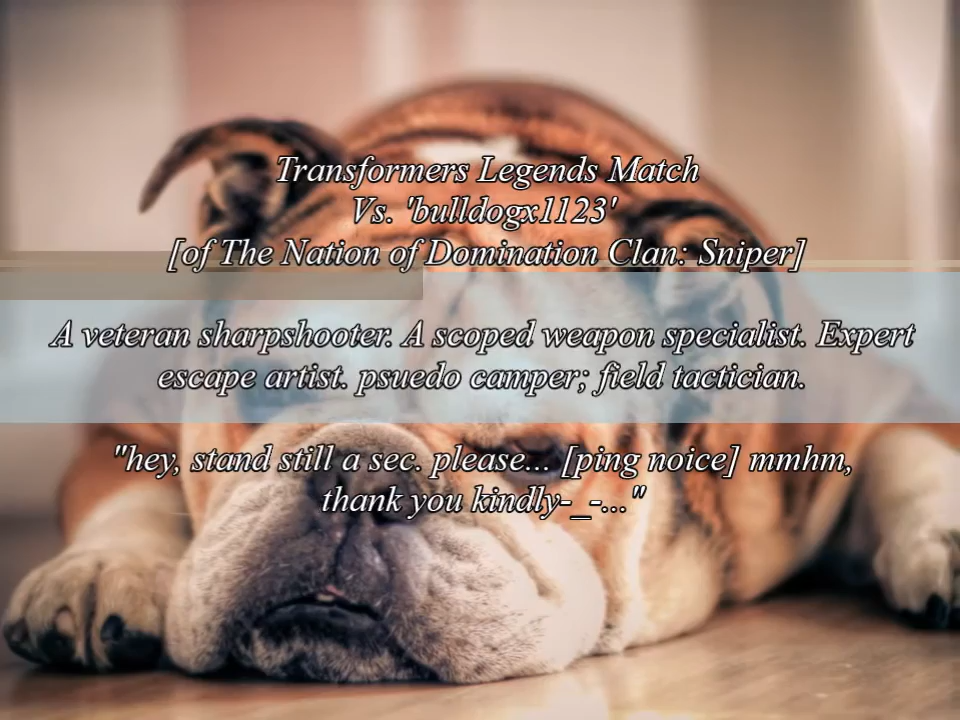 Transformers Legends Match
Vs. 'bulldogx1123'
[of The Nation of Domination Clan: Sniper]
A veteran sharpshooter. A scoped weapon specialist. Expert
escape artist. psuedo camper; field tactician.
"hey, stand still a sec. please... [ping noice] mmhm,
thank you kindly-_-..."